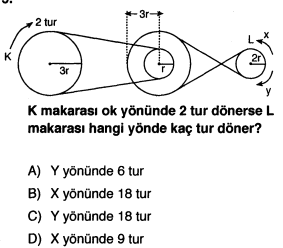 2 tur
3r
K
3r
r
L
x
2r
y
K makarası ok yönünde 2 tur dönerse L
makarası hangi yönde kaç tur döner?
A) Y yönünde 6 tur
B) X yönünde 18 tur
C) Y yönünde 18 tur
D) X yönünde 9 tur